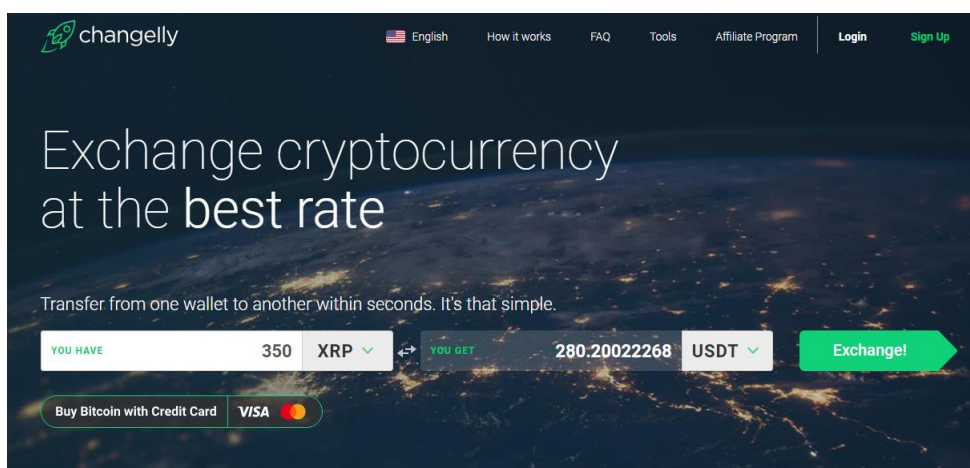 changelly
English How it works FAQ Tools Affiliate Program Login Sign Up
Exchange cryptocurrency
at the best rate
Transfer from one wallet to another within seconds. It's that simple.
YOU HAVE 350 XRP YOU GET 280.20022268 USDT Exchange!
Buy Bitcoin with Credit Card VISA